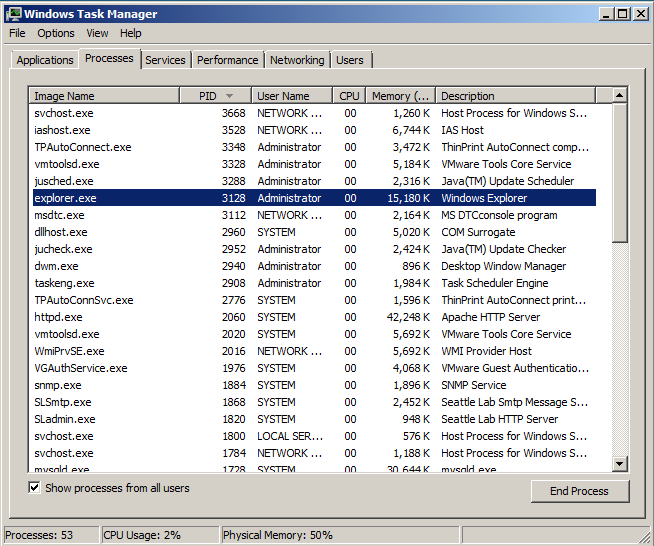 Windows Task Manager
File Options View Help
Applications Processes Services Performance Networking Users
Image Name PID User Name CPU Memory (... Description
svchost.exe 3668 NETWORK ... 00 1,260 K Host Process for Windows S...
iashost.exe 3528 NETWORK ... 00 6,744 K IAS Host
TPAutoConnect.exe 3348 Administrator 00 3,472 K ThinPrint AutoConnect comp...
vmtoolsd.exe 3328 Administrator 00 5,184 K VMware Tools Core Service
jusched.exe 3288 Administrator 00 2,316 K Java(TM) Update Scheduler
explorer.exe 3128 Administrator 00 15,180 K Windows Explorer
msdtc.exe 3112 NETWORK ... 00 2,164 K MS DTCconsole program
dllhost.exe 2960 SYSTEM 00 5,020 K COM Surrogate
jucheck.exe 2952 Administrator 00 2,424 K Java(TM) Update Checker
dwm.exe 2940 Administrator 00 896 K Desktop Window Manager
taskeng.exe 2908 Administrator 00 1,984 K Task Scheduler Engine
TPAutoConnSvc.exe 2776 SYSTEM 00 1,596 K ThinPrint AutoConnect print...
httpd.exe 2060 SYSTEM 00 42,248 K Apache HTTP Server
vmtoolsd.exe 2020 SYSTEM 00 5,692 K VMware Tools Core Service
WmiPrvSE.exe 2016 NETWORK ... 00 5,692 K WMI Provider Host
VGAuthService.exe 1976 SYSTEM 00 4,068 K VMware Guest Authenticatio...
snmp.exe 1884 SYSTEM 00 1,896 K SNMP Service
SLSmtp.exe 1868 SYSTEM 00 2,452 K Seattle Lab Smtp Message S...
SLadmin.exe 1820 SYSTEM 00 948 K Seattle Lab HTTP Server
svchost.exe 1800 LOCAL SER... 00 576 K Host Process for Windows S...
svchost.exe 1784 NETWORK ... 00 1,188 K Host Process for Windows S...
mysqld.exe 1728 SYSTEM 00 30,644 K mysqld.exe
Show processes from all users End Process
Processes: 53 CPU Usage: 2% Physical Memory: 50%